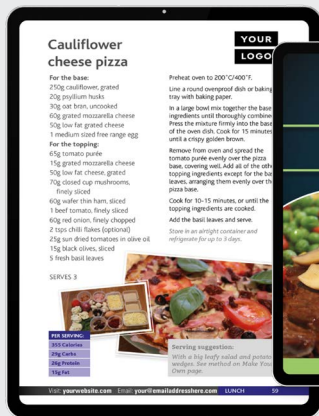 Cauliflower
cheese pizza
YOUR
LOGO
For the base:
250g cauliflower, grated
20g psyllium husks
30g oat bran, uncooked
60g grated mozzarella cheese
50g low fat grated cheese
1 medium sized free range egg
For the topping:
65g tomato purée
15g grated mozzarella cheese
50g low fat cheese, grated
70g closed cup mushrooms,
finely sliced
60g wafer thin ham, sliced
1 beef tomato, finely sliced
60g red onion, finely chopped
2 tsps chilli flakes (optional)
25g sun dried tomatoes in olive oil
15g black olives, sliced
5 fresh basil leaves
SERVES 3
Preheat oven to 200°C/400°F.
Line a round ovenproof dish or baking
tray with baking paper.
In a large bowl mix together the base
ingredients until thoroughly combined.
Press the mixture firmly into the base
of the oven dish. Cook for 15 minutes
until a crispy golden brown.
Remove from oven and spread the
tomato purée evenly over the pizza
base, covering well. Add all of the other
topping ingredients except for the basil
leaves, arranging them evenly over the
pizza base.
Cook for 10-15 minutes, or until the
topping ingredients are cooked.
Add the basil leaves and serve.
Store in an airtight container and
refrigerate for up to 3 days.
PER SERVING:
355 Calories
29g Carbs
26g Protein
15g Fat
Serving suggestion:
With a big leafy salad and potato
wedges. See method on Make Your
Own page.
Visit: yourwebsite.com Email: your@emailaddresshere.com LUNCH 59